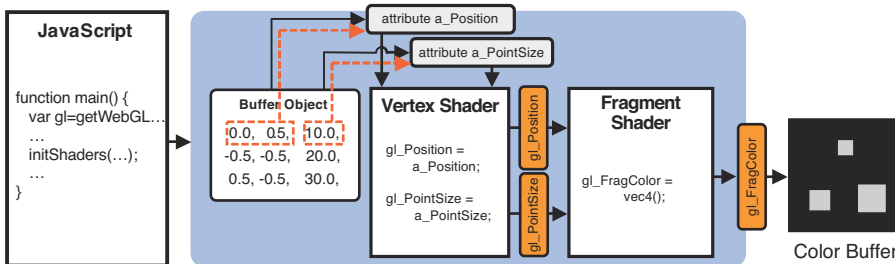 JavaScript
function main() {
var gl=getWebGL…
…
initShaders(…);
…
}
attribute a_Position
attribute a_PointSize
Buffer Object
0.0, 0.5, 10.0,
-0.5, -0.5, 20.0,
0.5, -0.5, 30.0,
Vertex Shader
gl_Position =
a_Position;
gl_PointSize =
a_PointSize;
gl_Position
gl_PointSize
Fragment
Shader
gl_FragColor =
vec4();
gl_FragColor
Color Buffer